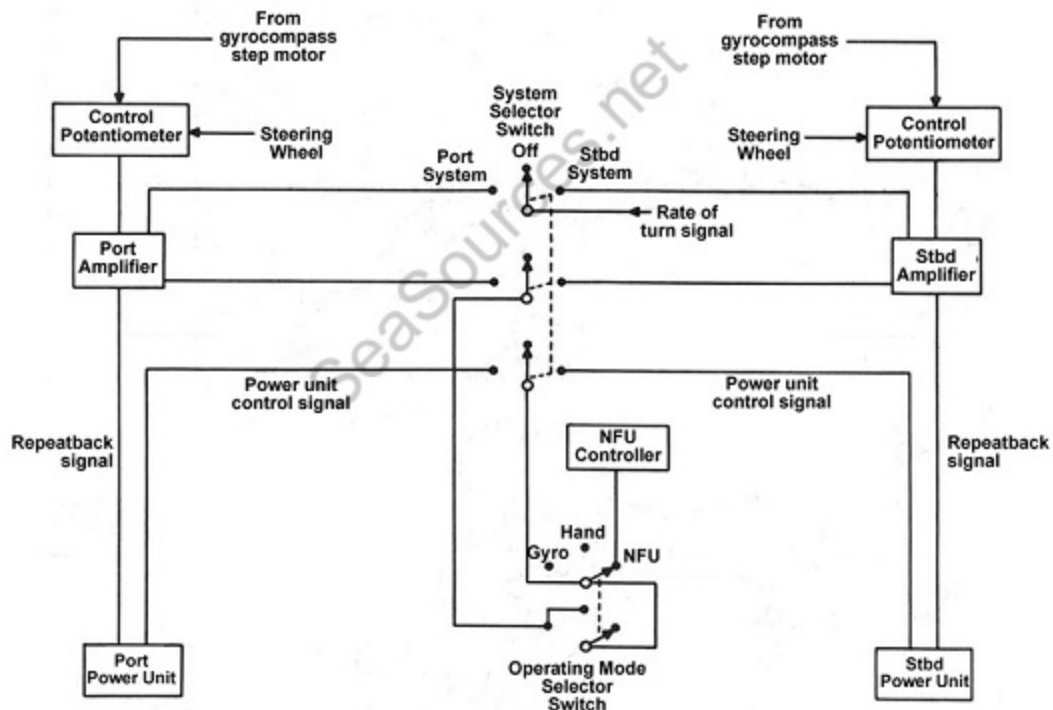 From
gyrocompass
step motor
From
gyrocompass
step motor
System
Selector
Switch
Off
Control
Potentiometer
Steering
Wheel
Port
System
Stbd
System
Steering
Wheel
Control
Potentiometer
Rate of
turn signal
Port
Amplifier
Stbd
Amplifier
Power unit
control signal
Power unit
control signal
Repeatback
signal
NFU
Controller
Repeatback
signal
Hand
Gyro
NFU
Port
Power Unit
Operating Mode
Selector
Switch
Stbd
Power Unit
SeaSources.net